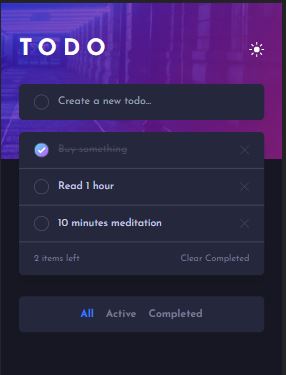 TODO
Create a new todo...
Buy something
Read 1 hour
10 minutes meditation
2 items left Clear Completed
All Active Completed